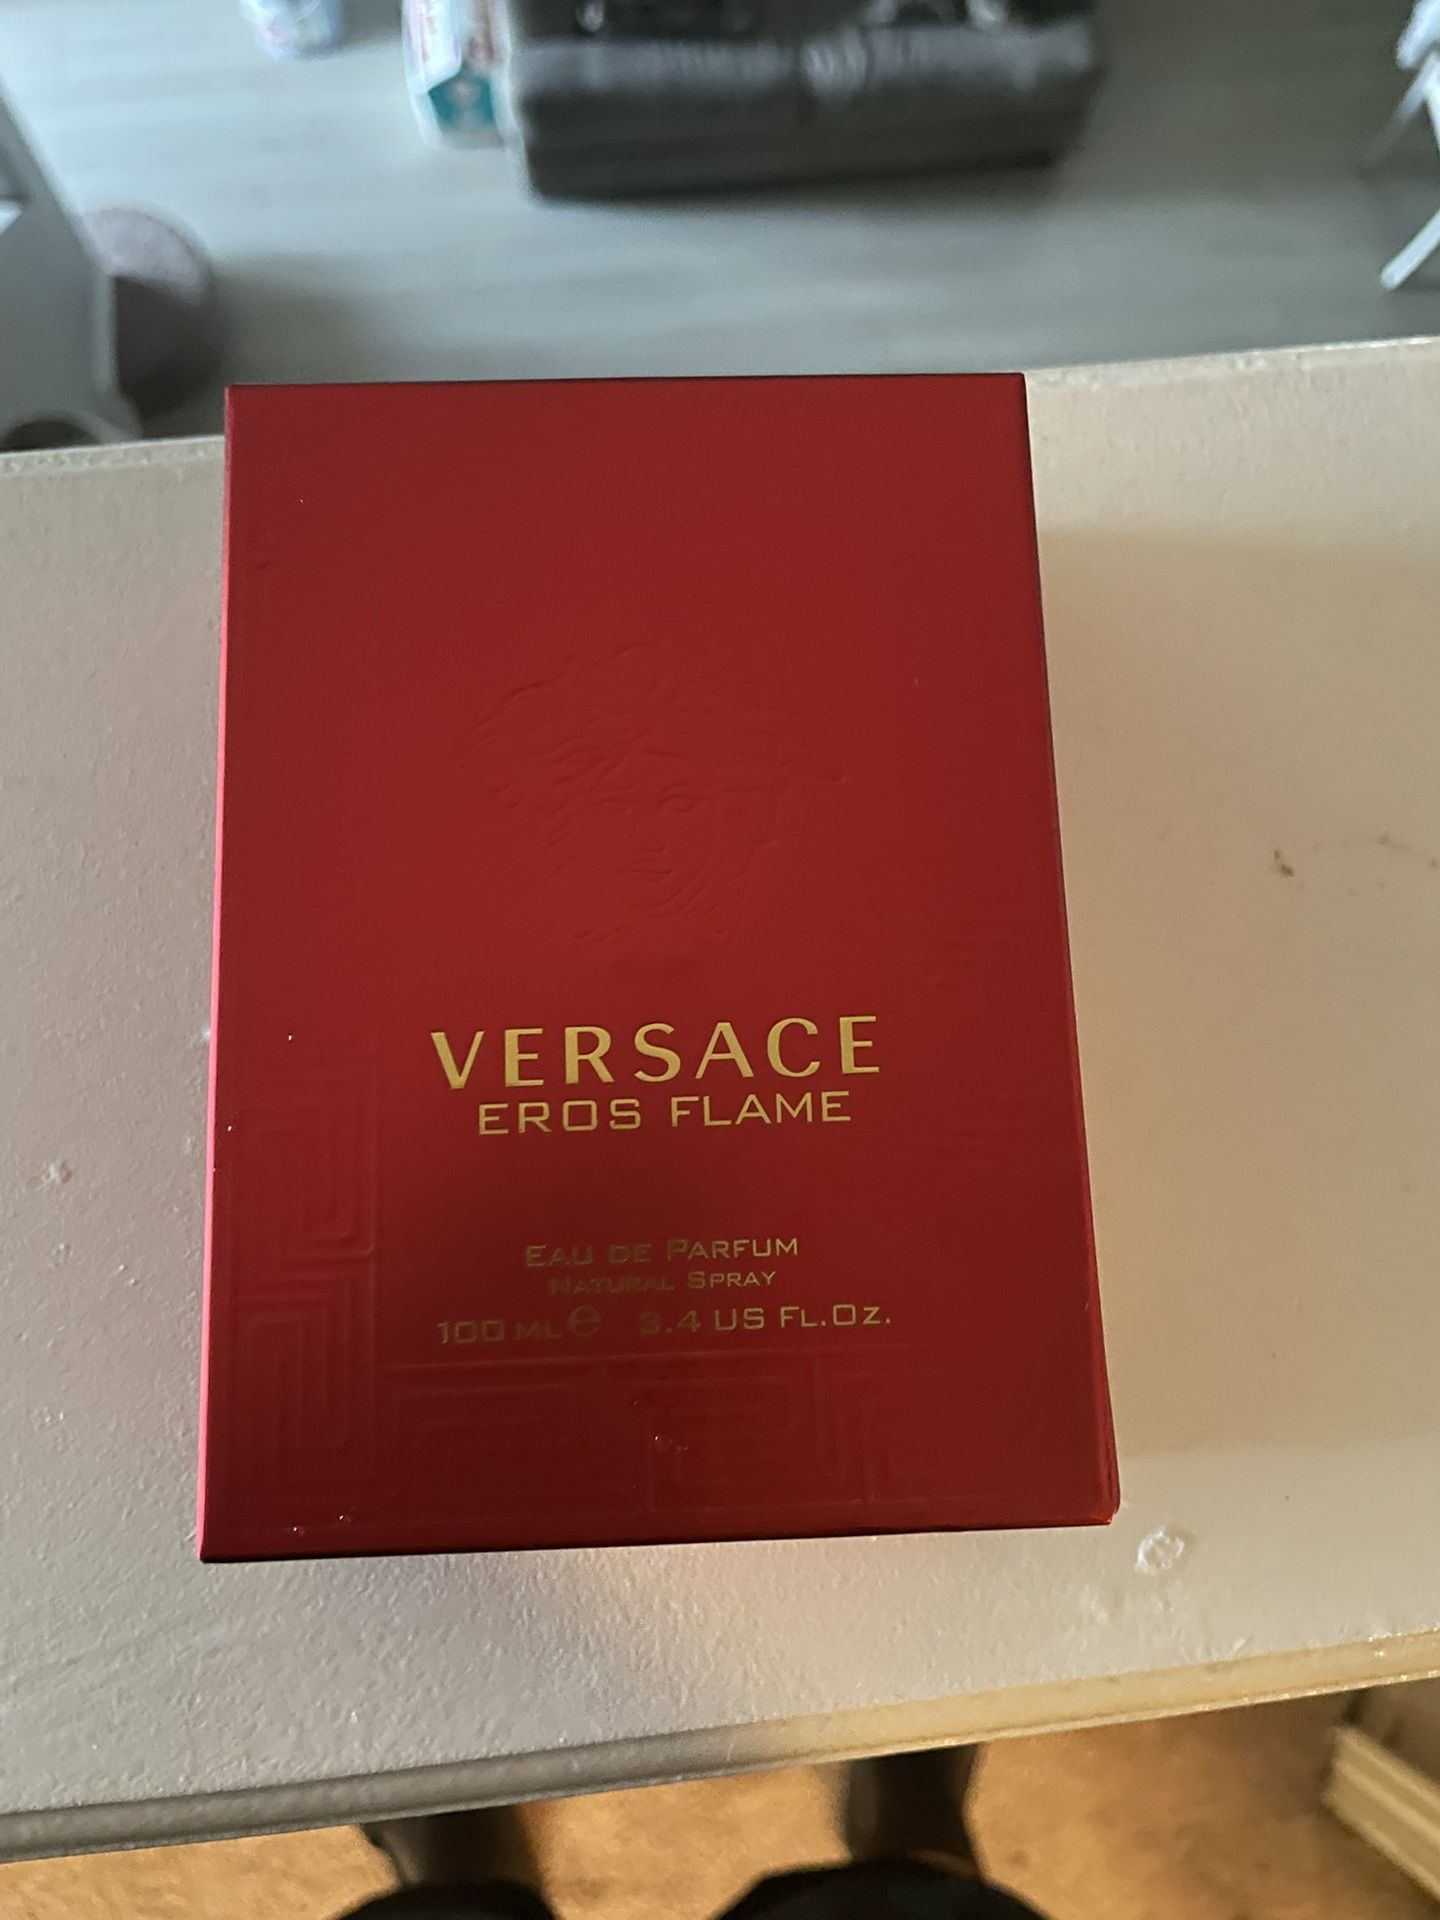 VERSACE
EROS FLAME
EAU DE PARFUM
NATURAL SPRAY
100 ML ℮ 3.4 US FL.OZ.